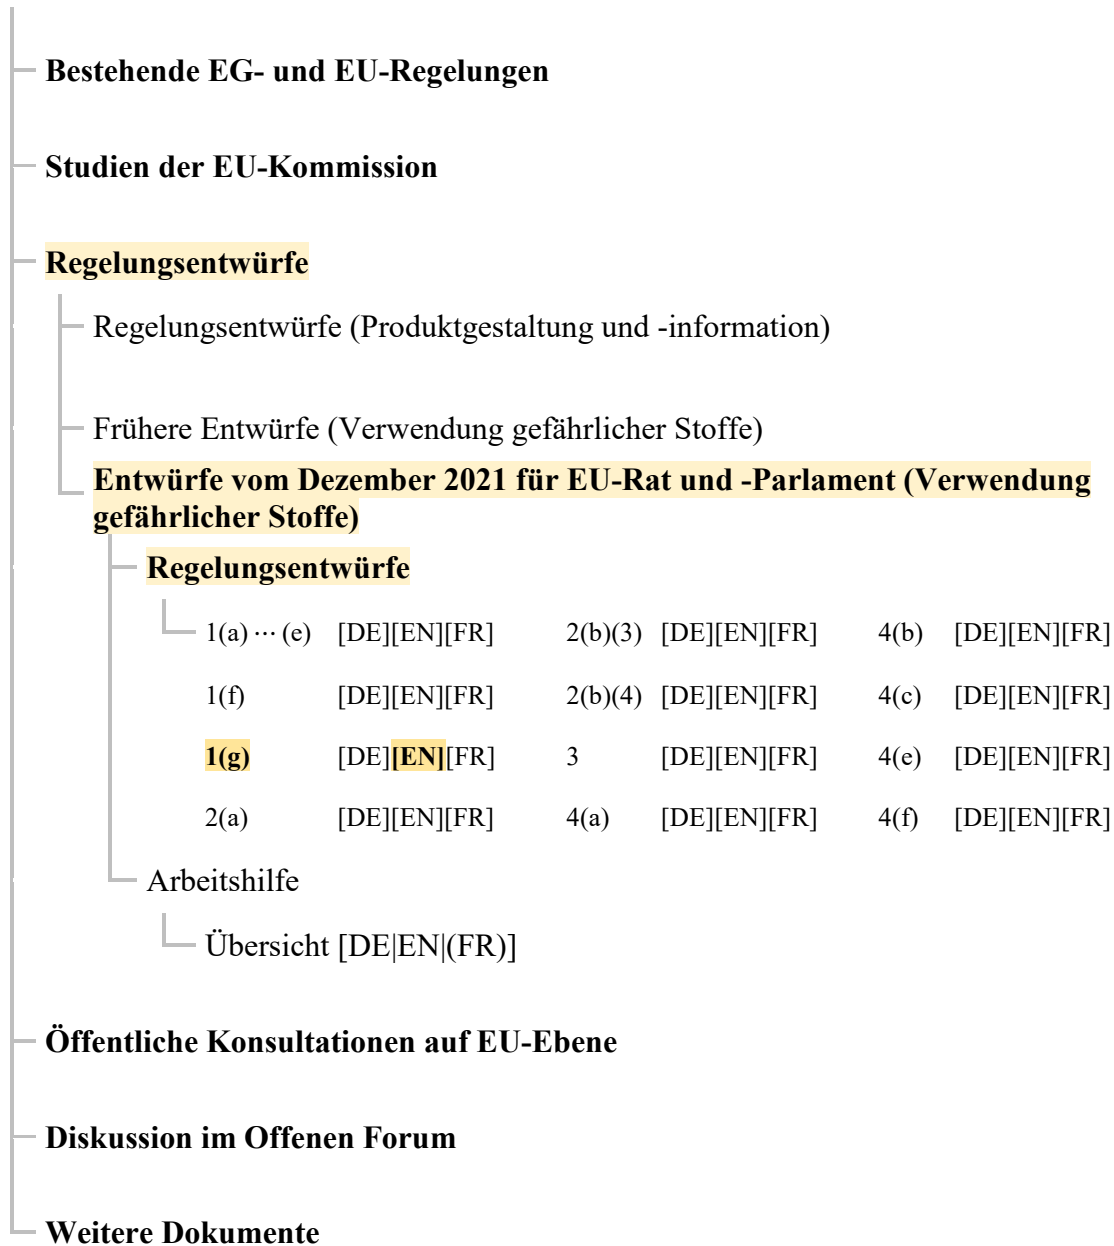 Bestehende EG- und EU-Regelungen
Studien der EU-Kommission
Regelungsentwürfe
Regelungsentwürfe (Produktgestaltung und -information)
Frühere Entwürfe (Verwendung gefährlicher Stoffe)
Entwürfe vom Dezember 2021 für EU-Rat und -Parlament (Verwendung
gefährlicher Stoffe)
Regelungsentwürfe
1(a) ··· (e) [DE][EN][FR] 2(b)(3) [DE][EN][FR] 4(b) [DE][EN][FR]
1(f) [DE][EN][FR] 2(b)(4) [DE][EN][FR] 4(c) [DE][EN][FR]
1(g) [DE][EN][FR] 3 [DE][EN][FR] 4(e) [DE][EN][FR]
2(a) [DE][EN][FR] 4(a) [DE][EN][FR] 4(f) [DE][EN][FR]
Arbeitshilfe
Übersicht [DE|EN|(FR)]
Öffentliche Konsultationen auf EU-Ebene
Diskussion im Offenen Forum
Weitere Dokumente